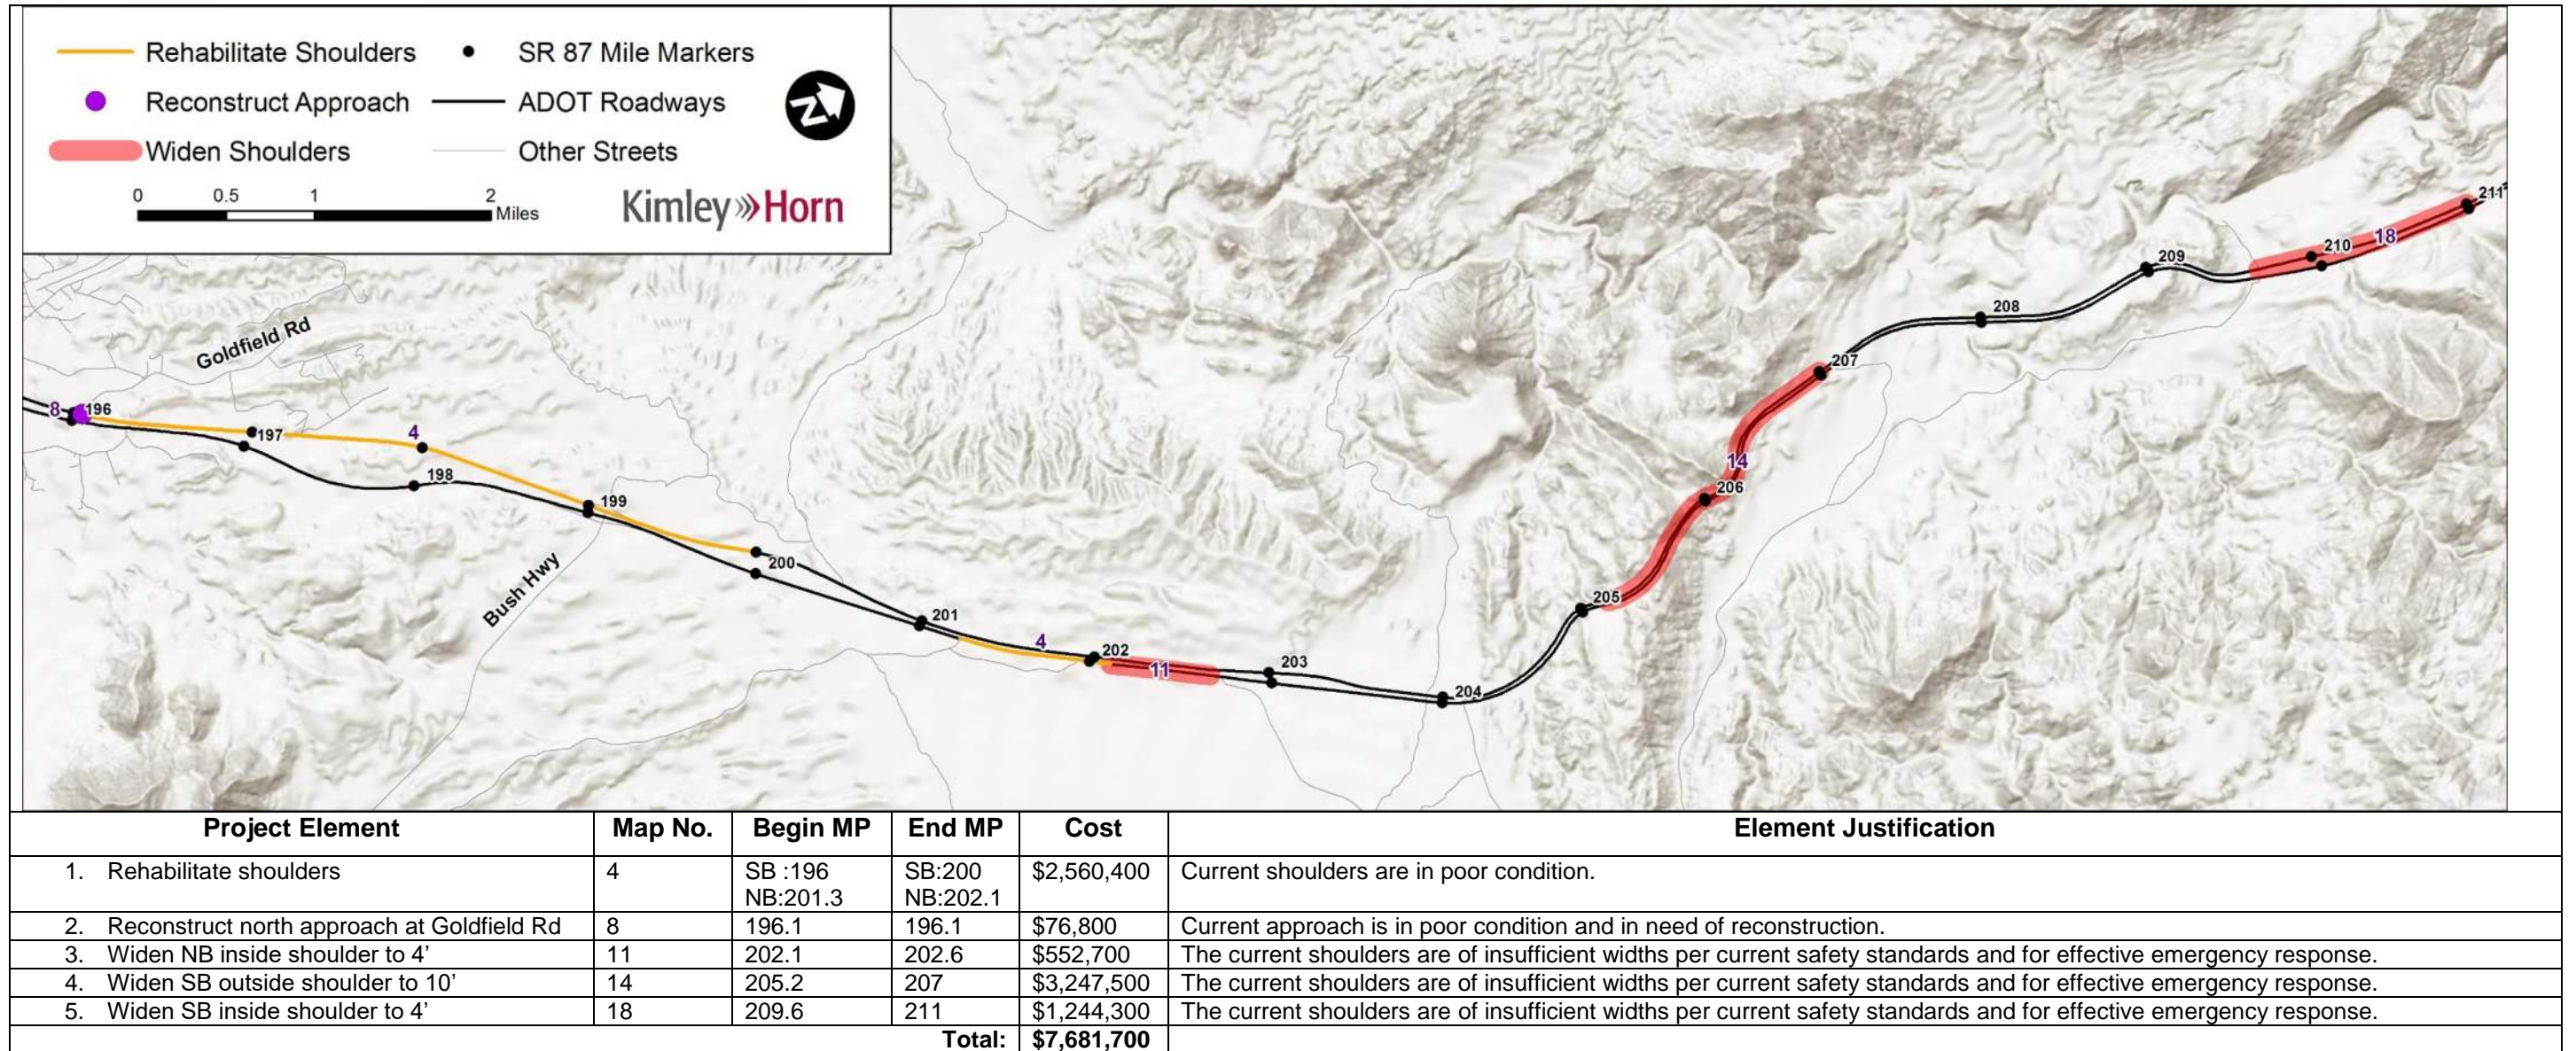 Rehabilitate Shoulders
SR 87 Mile Markers
Reconstruct Approach
ADOT Roadways
Widen Shoulders
Other Streets
N
0 0.5 1 2 Miles
Kimley»Horn
Goldfield Rd
Bush Hwy
8
196
197
4
198
199
200
201
4
202
11
203
204
205
206
14
207
208
209
210
18
211
Project Element Map No. Begin MP End MP Cost Element Justification
1. Rehabilitate shoulders 4 SB :196 SB:200 $2,560,400 Current shoulders are in poor condition.
NB:201.3 NB:202.1
2. Reconstruct north approach at Goldfield Rd 8 196.1 196.1 $76,800 Current approach is in poor condition and in need of reconstruction.
3. Widen NB inside shoulder to 4’ 11 202.1 202.6 $552,700 The current shoulders are of insufficient widths per current safety standards and for effective emergency response.
4. Widen SB outside shoulder to 10’ 14 205.2 207 $3,247,500 The current shoulders are of insufficient widths per current safety standards and for effective emergency response.
5. Widen SB inside shoulder to 4’ 18 209.6 211 $1,244,300 The current shoulders are of insufficient widths per current safety standards and for effective emergency response.
Total: $7,681,700